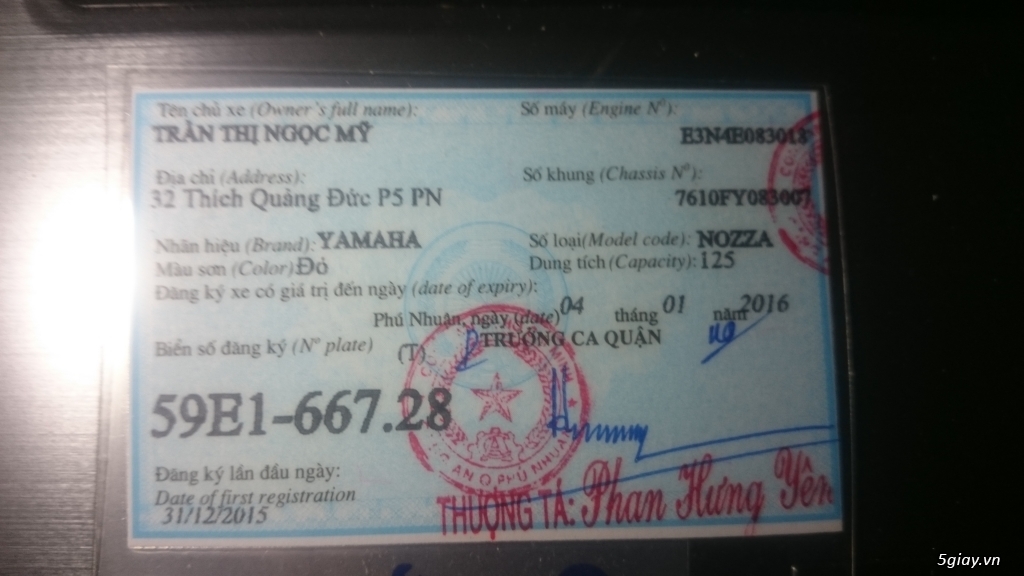 Tên chủ xe (Owner's full name):
TRẦN THỊ NGỌC MỸ
Số máy (Engine N°):
E3N4E083018
Địa chỉ (Address):
32 Thích Quảng Đức P5 PN
Số khung (Chassis N°):
7610FY083007
Nhãn hiệu (Brand): YAMAHA
Số loại(Model code): NOZZA
Màu sơn (Color) Đỏ
Dung tích (Capacity): 125
Đăng ký xe có giá trị đến ngày (date of expiry):
Phú Nhuận, ngày (date) 04 tháng 01 năm 2016
Biển số đăng ký (N° plate) (T)
TRƯỞNG CA QUẬN
59E1-667.28
C.AN Q PHÚ NHUẬN
Đăng ký lần đầu ngày:
Date of first registration
31/12/2015
THƯỢNG TÁ: Phan Hưng Yên
5giay.vn